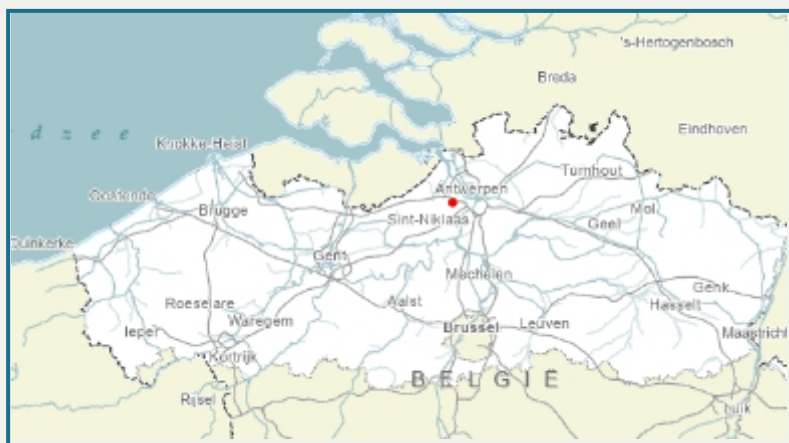 's-Hertogenbosch
Breda
Eindhoven
d z e e
Knokke-Heist
Turnhout
Antwerpen
Oostende
Brugge
Mol
Sint-Niklaas
Geel
Duinkerke
Gent
Mechelen
Genk
Roeselare
Aalst
Hasselt
Waregem
Ieper
Brussel
Leuven
Maastricht
Kortrijk
BELGIË
Rijsel
Luik